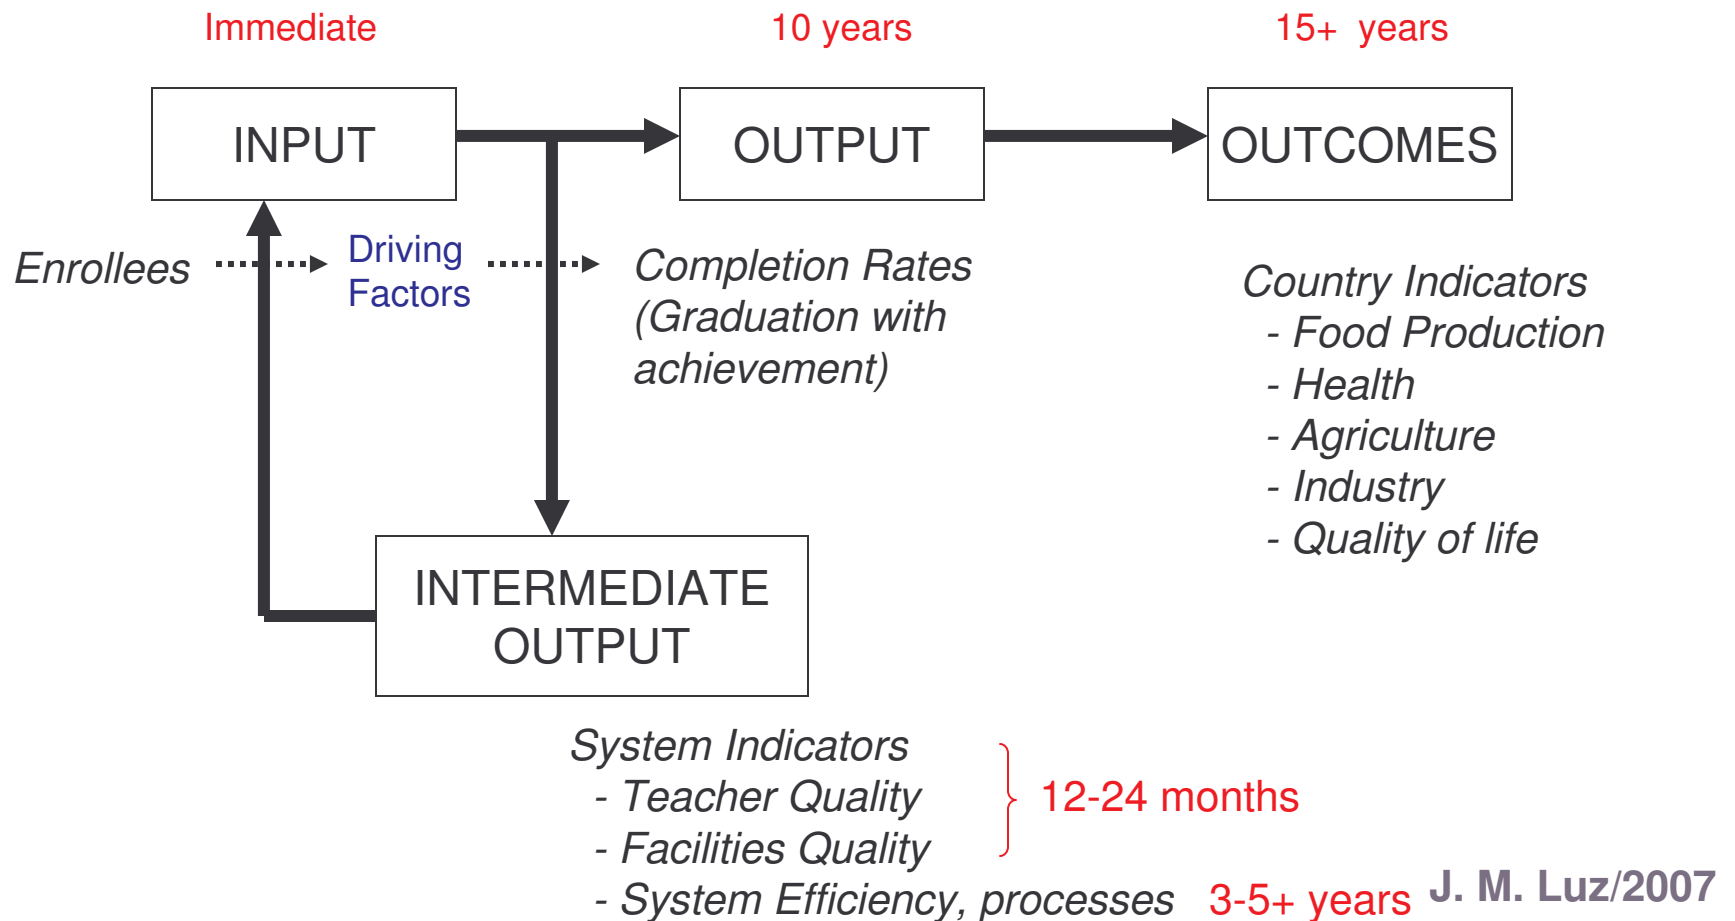 Immediate
10 years
15+ years
INPUT
OUTPUT
OUTCOMES
Enrollees
Driving
Factors
Completion Rates
(Graduation with
achievement)
Country Indicators
- Food Production
- Health
- Agriculture
- Industry
- Quality of life
INTERMEDIATE
OUTPUT
System Indicators
- Teacher Quality
- Facilities Quality
12-24 months
- System Efficiency, processes 3-5+ years
J. M. Luz/2007